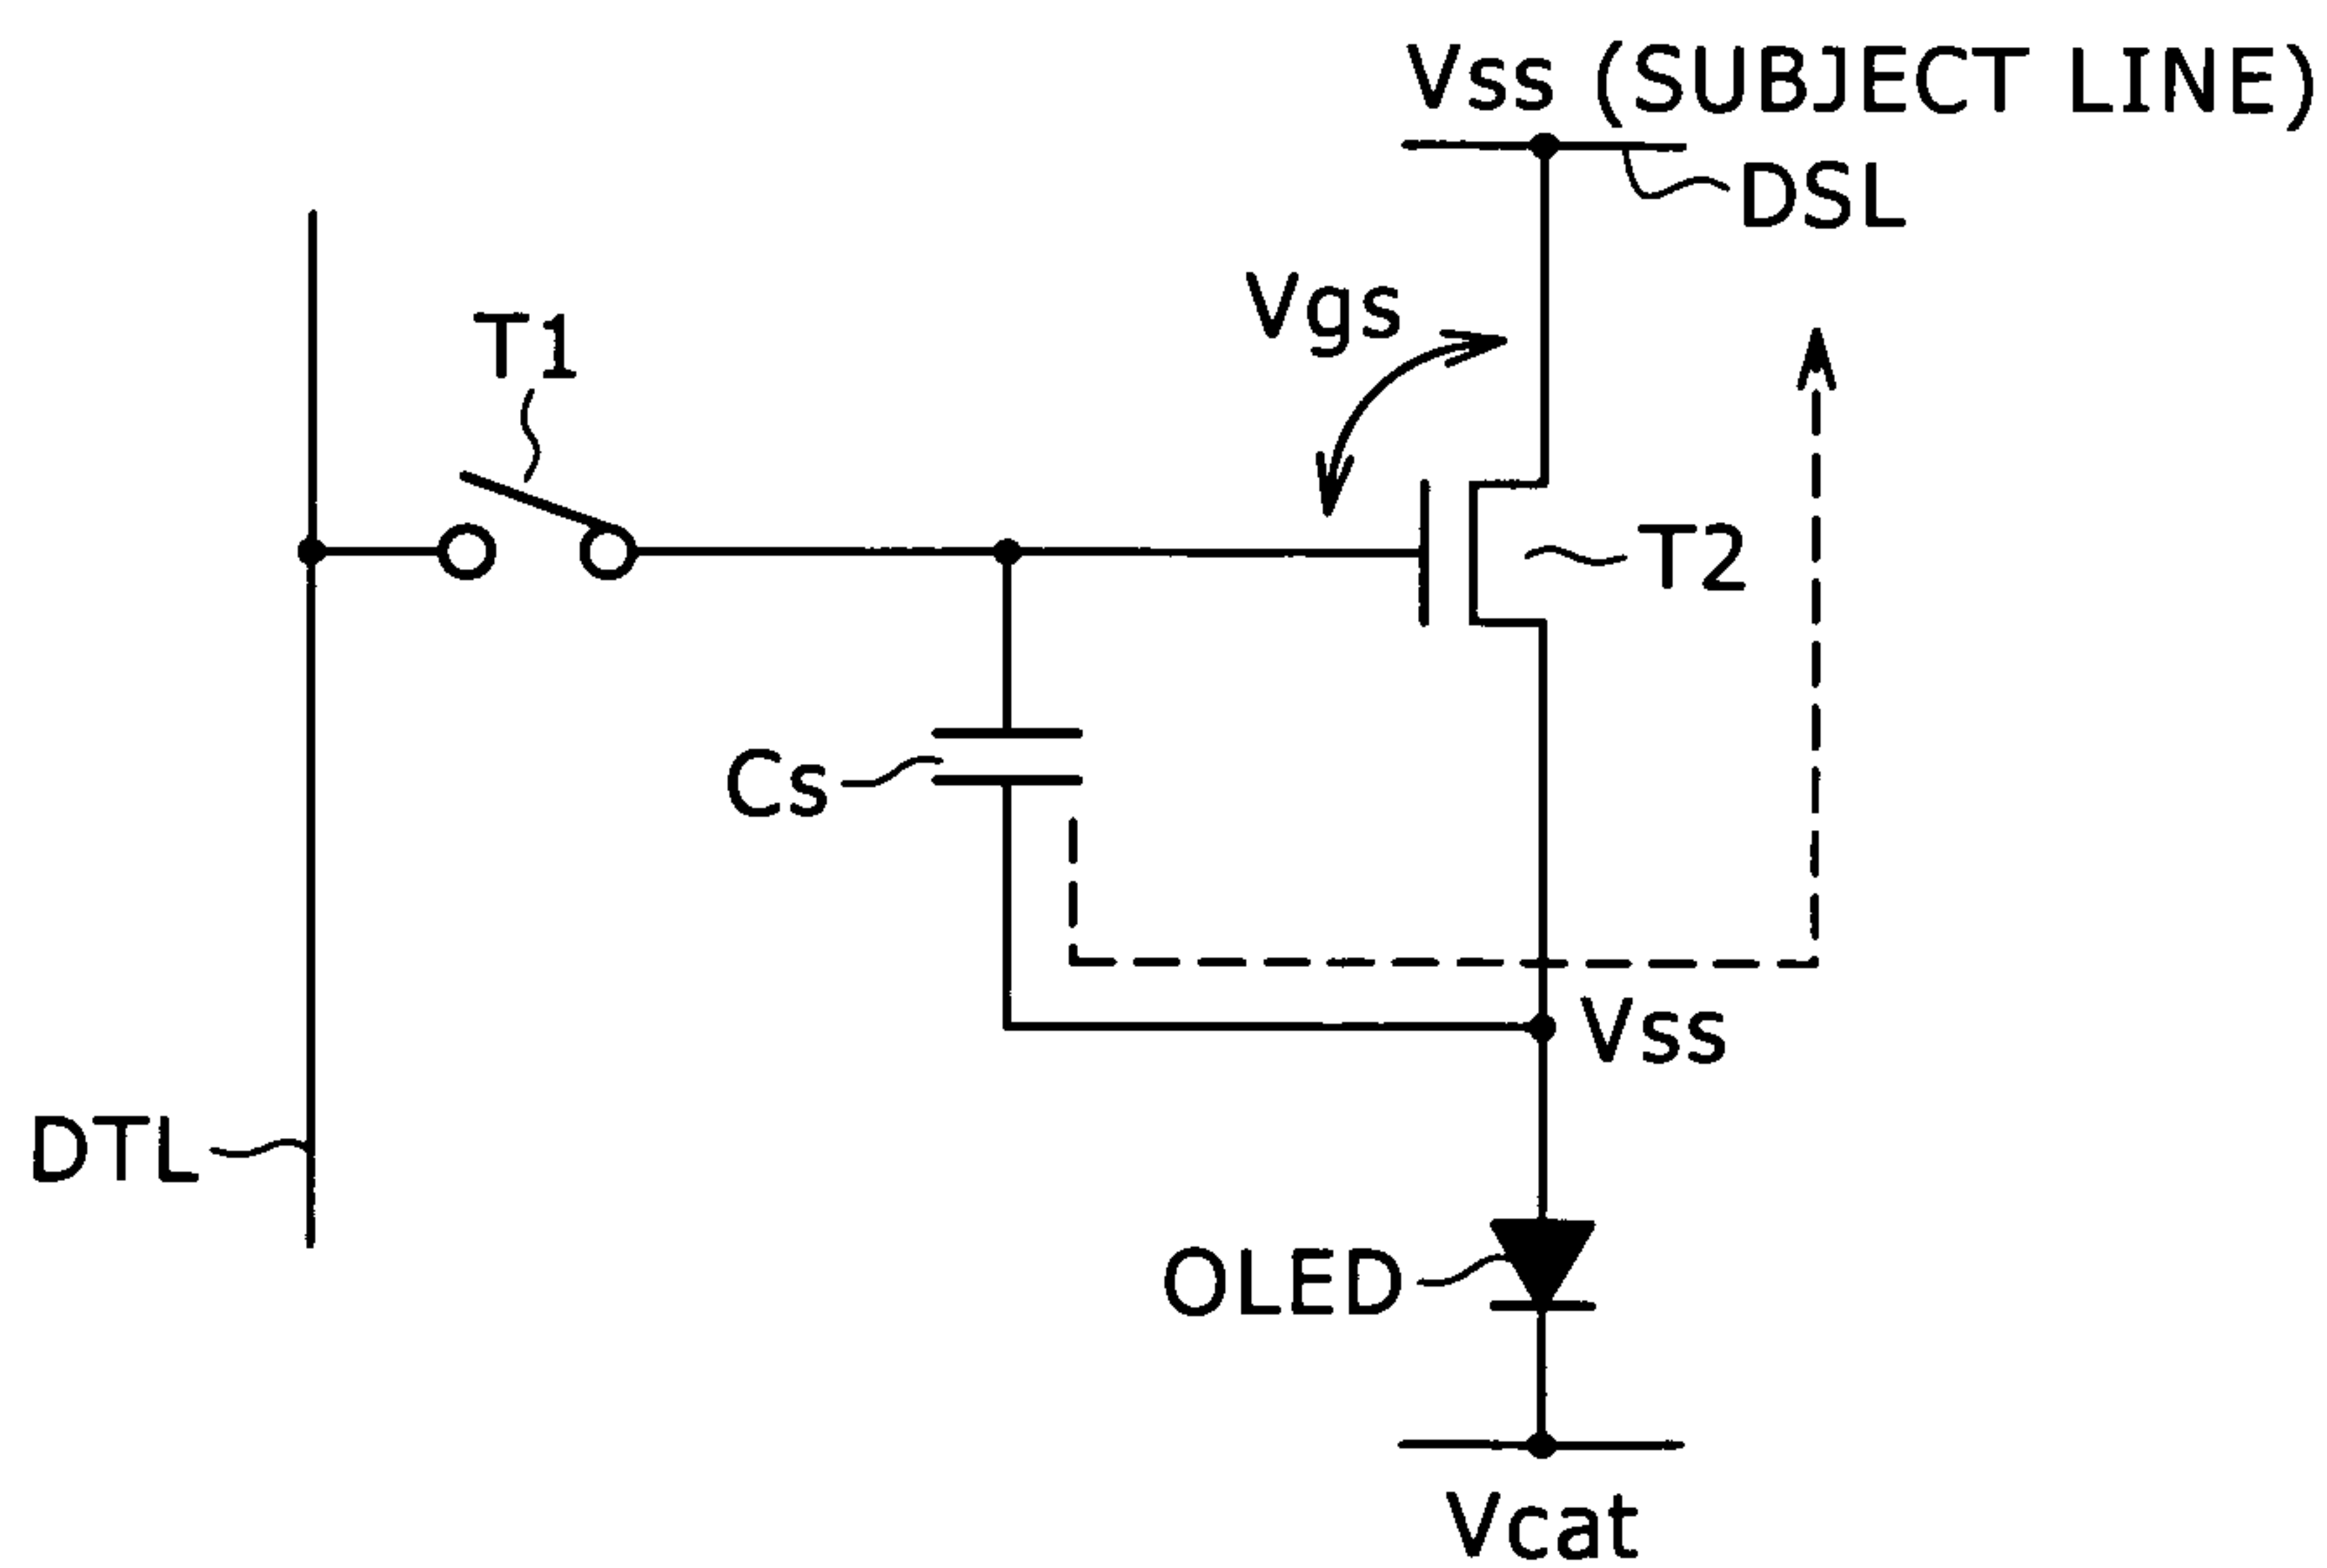 Vss (SUBJECT LINE)
DSL
Vgs
T1
T2
Cs
Vss
DTL
OLED
Vcat